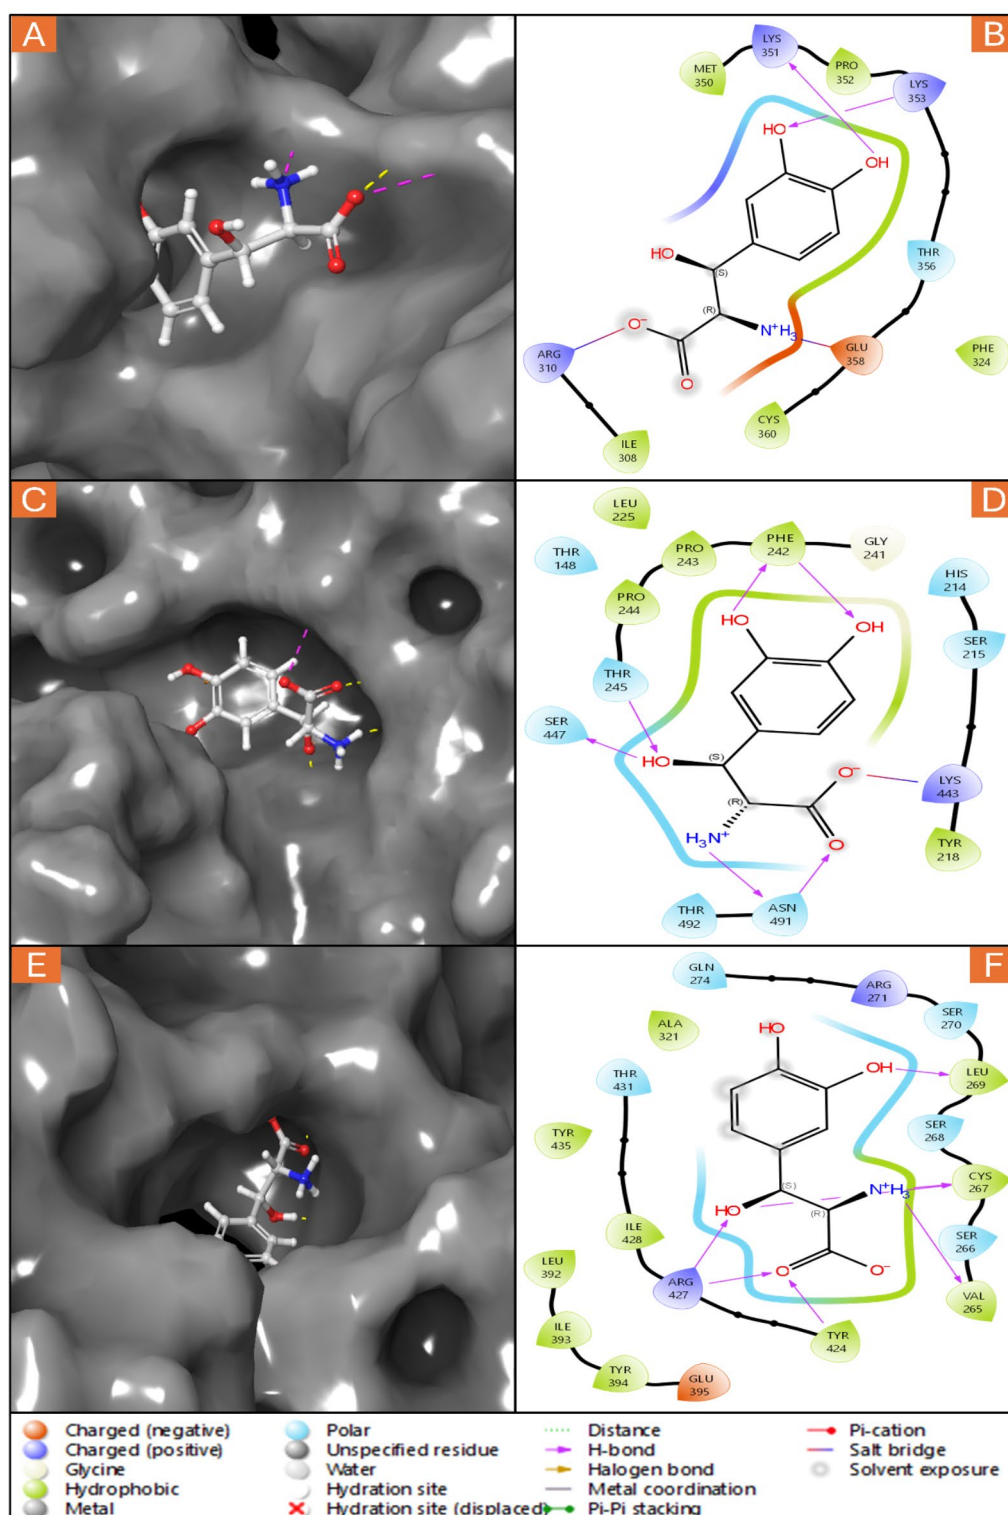 A
B
LYS
351
MET
350
PRO
352
LYS
353
HO
OH
THR
356
HO
(S)
(R)
O⁻
N⁺H₃
O
ARG
310
GLU
358
PHE
324
CYS
360
ILE
308
C
D
LEU
225
THR
148
PRO
243
PHE
242
GLY
241
HIS
214
PRO
244
HO
OH
SER
215
THR
245
SER
447
HO
(S)
O⁻
LYS
443
(R)
H₃N⁺
O
TYR
218
THR
492
ASN
491
E
F
GLN
274
ARG
271
SER
270
ALA
321
HO
OH
LEU
269
THR
431
SER
268
TYR
435
(S)
N⁺H₃
CYS
267
HO
(R)
ILE
428
SER
266
LEU
392
O
O⁻
ARG
427
VAL
265
ILE
393
TYR
424
TYR
394
GLU
395
Charged (negative)
Charged (positive)
Glycine
Hydrophobic
Metal
Polar
Unspecified residue
Water
Hydration site
Hydration site (displaced)
Distance
H-bond
Halogen bond
Metal coordination
Pi-Pi stacking
Pi-cation
Salt bridge
Solvent exposure